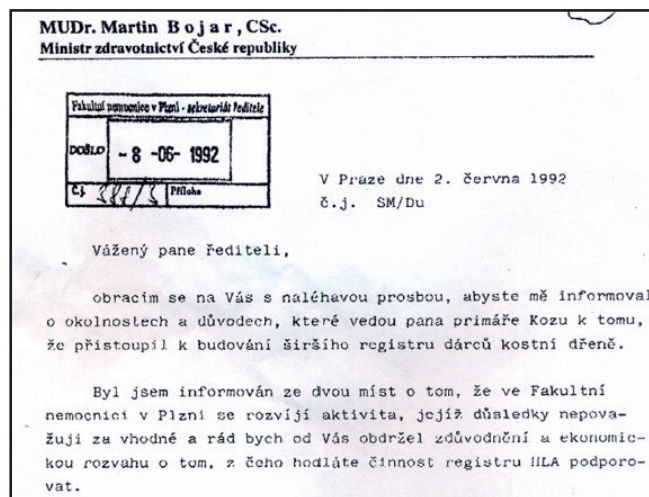 MUDr. Martin Bojar, CSc.
Ministr zdravotnictví České republiky
Fakultní nemocnice v Plzni - sekretariát ředitele
DOŠLO
- 8 -06- 1992
Č.j.
Příloha
V Praze dne 2. června 1992
č.j. SM/Du
Vážený pane řediteli,
obracím se na Vás s naléhavou prosbou, abyste mě informoval
o okolnostech a důvodech, které vedou pana primáře Kozu k tomu,
že přistoupil k budování širšího registru dárců kostní dřeně.
Byl jsem informován ze dvou míst o tom, že ve Fakultní
nemocnici v Plzni se rozvíjí aktivita, jejíž důsledky nepova-
žuji za vhodné a rád bych od Vás obdržel zdůvodnění a ekonomic-
kou rozvahu o tom, z čeho hodláte činnost registru HLA podporo-
vat.